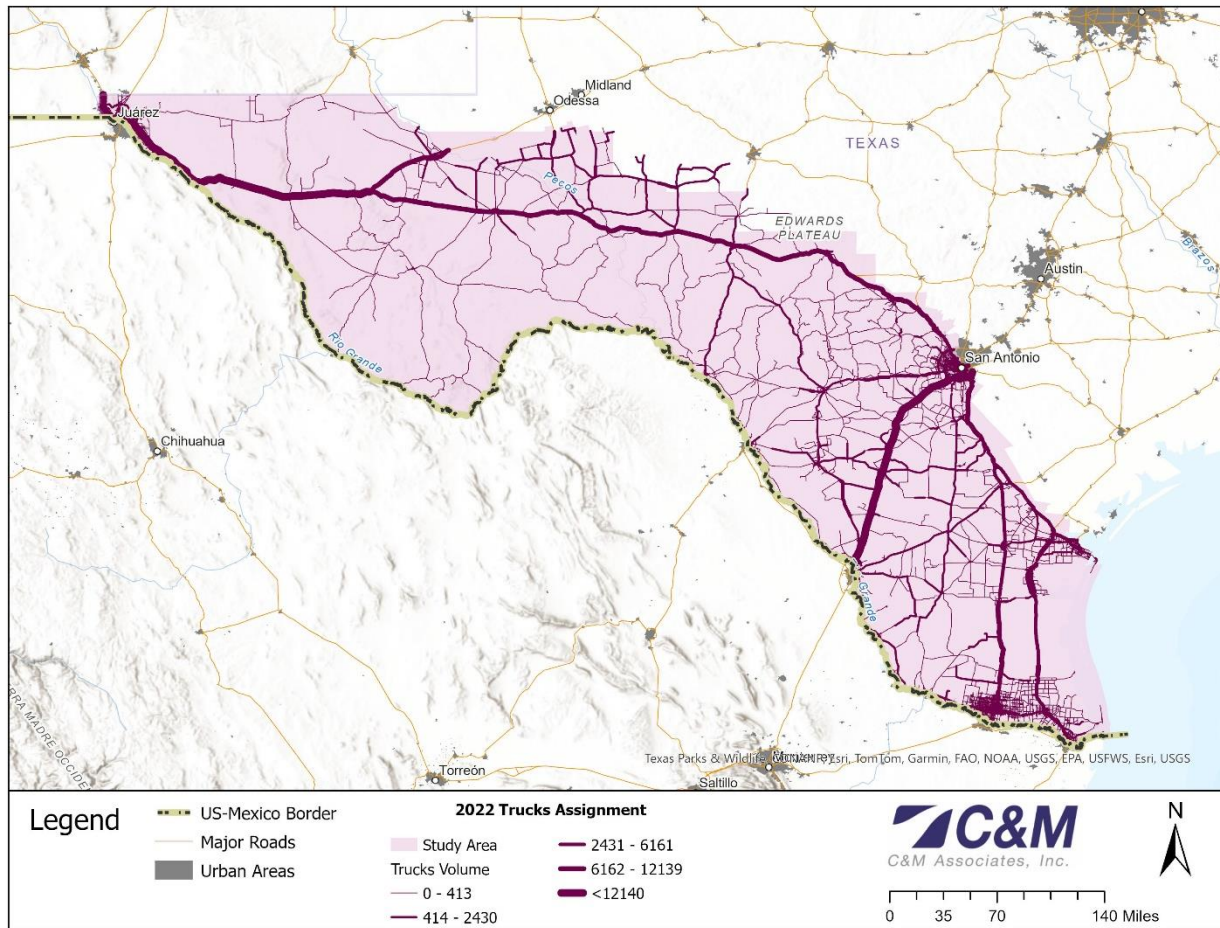 Midland
Odessa
Juárez
TEXAS
Pecos
EDWARDS
PLATEAU
Brazos
Austin
San Antonio
Rio Grande
Chihuahua
Grande
Torreón
Saltillo
Texas Parks & Wildlife, Esri, TomTom, Garmin, FAO, NOAA, USGS, EPA, USFWS, Esri, USGS
Legend
US-Mexico Border
Major Roads
Urban Areas
2022 Trucks Assignment
Study Area
Trucks Volume
0 - 413
414 - 2430
2431 - 6161
6162 - 12139
<12140
C&M
C&M Associates, Inc.
N
0 35 70 140 Miles